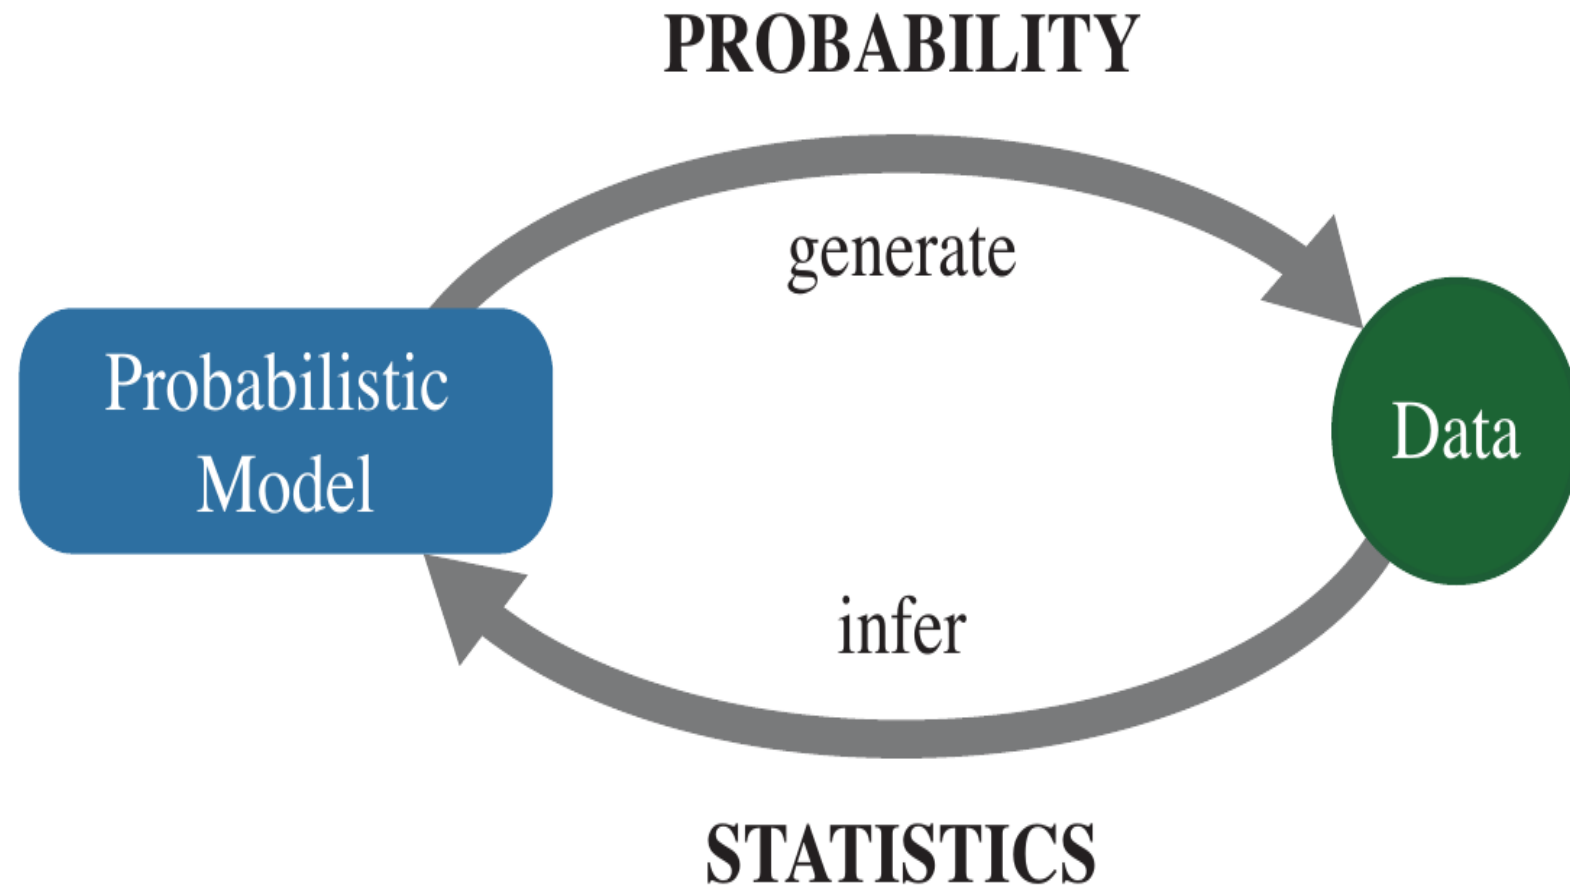 PROBABILITY
generate
Probabilistic
Model
Data
infer
STATISTICS